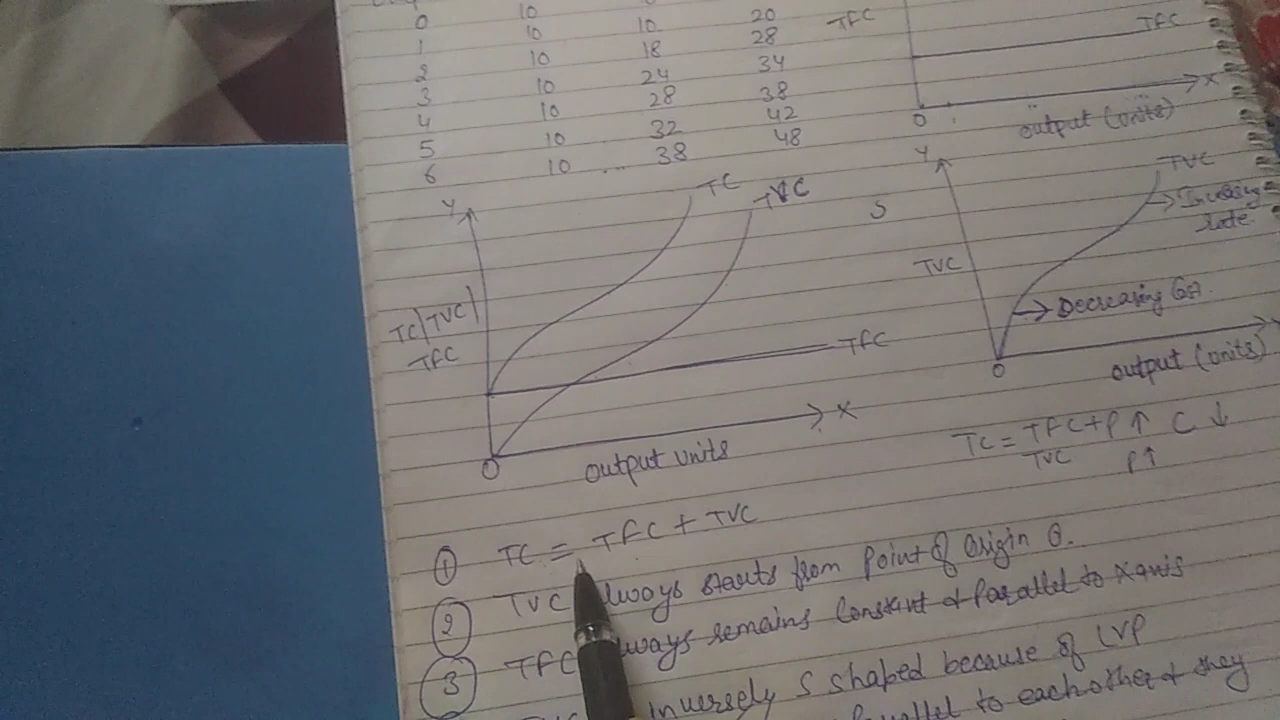 0 10 0
1 10 10 20
2 10 18 28
3 10 24 34
4 10 28 38
5 10 32 42
6 10 ... 38 48
TFC
TFC
X
0
output (units)
Y
TC
TVC
TC|TVC|
TFC
TFC
X
0
output units
S
Y
TVC
Increasing
rate
TVC
Decreasing
0
output (units)
TC = TFC + P ↑ C ↓
TVC P↑
① TC = TFC + TVC
② TVC always starts from Point of Origin O.
③ TFC always remains Constant & Parallel to X axis
inversely S shaped because of LVP
Parallel to each other & they